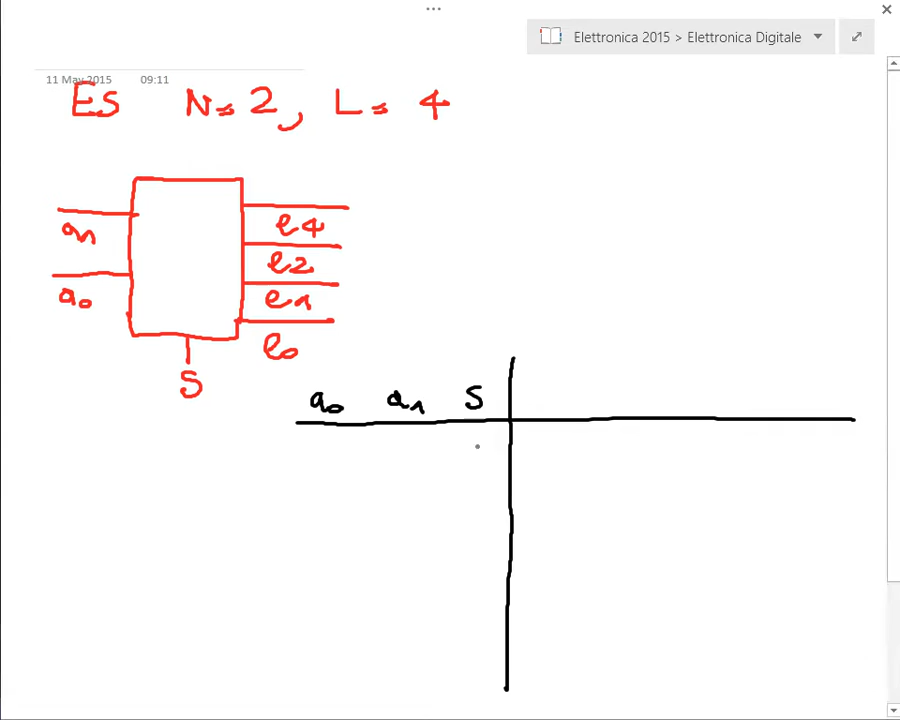 Elettronica 2015 > Elettronica Digitale
11 May 2015 09:11
Es N=2, L=4
a1
a0
e4
e2
e1
e0
S
a0 a1 S